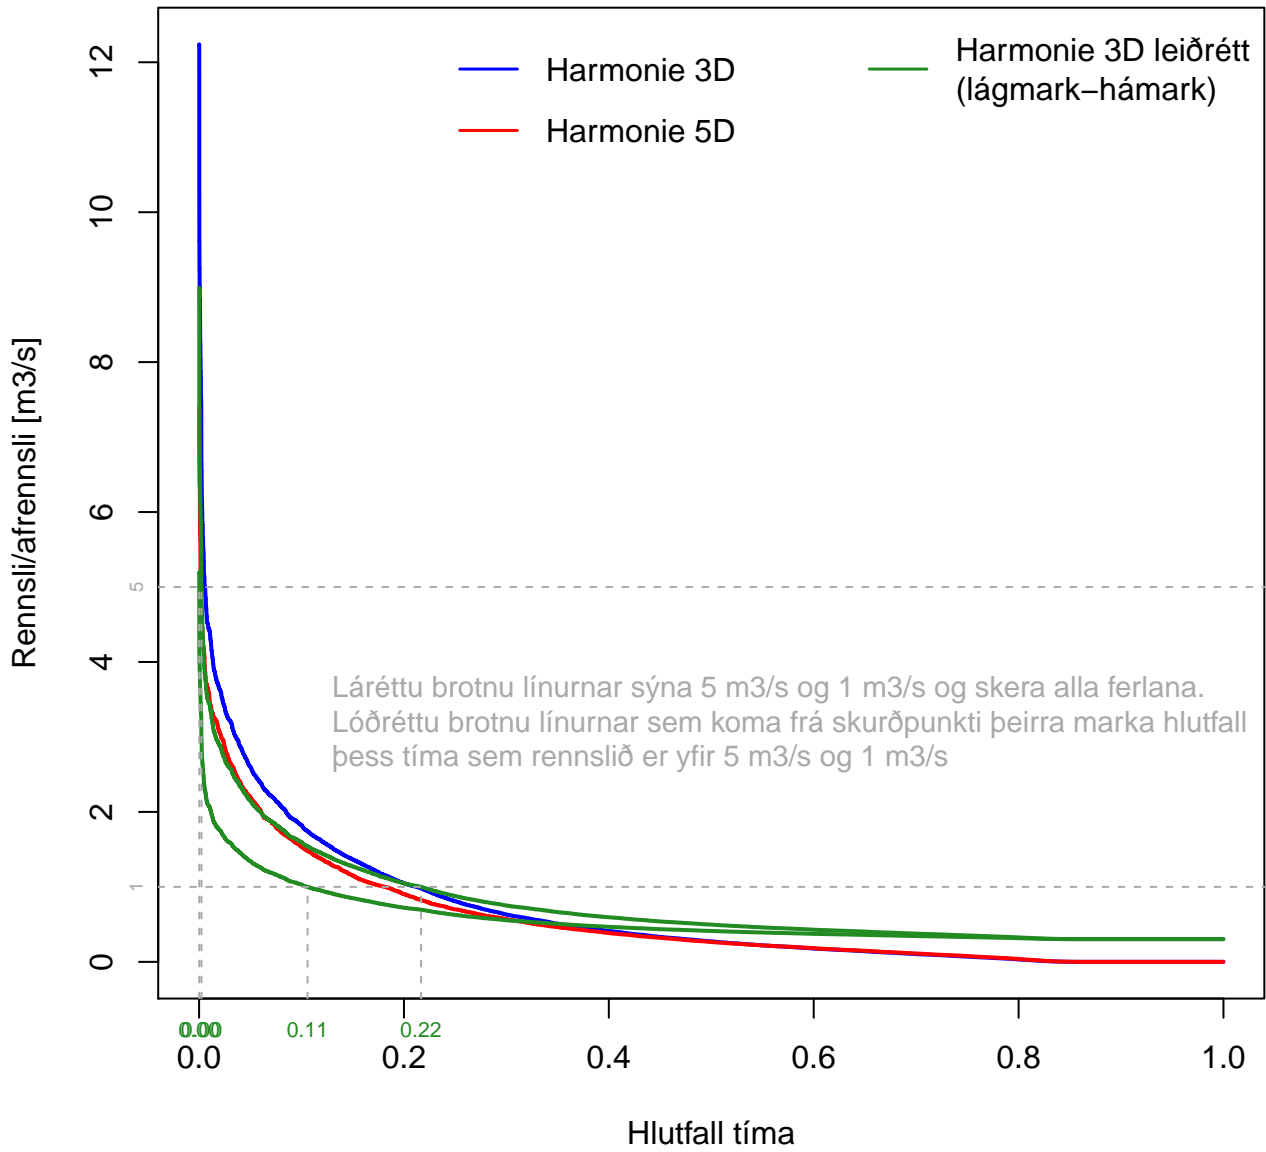 Harmonie 3D
Harmonie 5D
Harmonie 3D leiðrétt
(lágmark−hámark)
Rennsli/afrennsli [m3/s]
12
10
8
6
5
4
2
1
0
Láréttu brotnu línurnar sýna 5 m3/s og 1 m3/s og skera alla ferlana.
Lóðréttu brotnu línurnar sem koma frá skurðpunkti þeirra marka hlutfall
þess tíma sem rennslið er yfir 5 m3/s og 1 m3/s
0.00 0.00 0.11 0.22
0.0 0.2 0.4 0.6 0.8 1.0
Hlutfall tíma